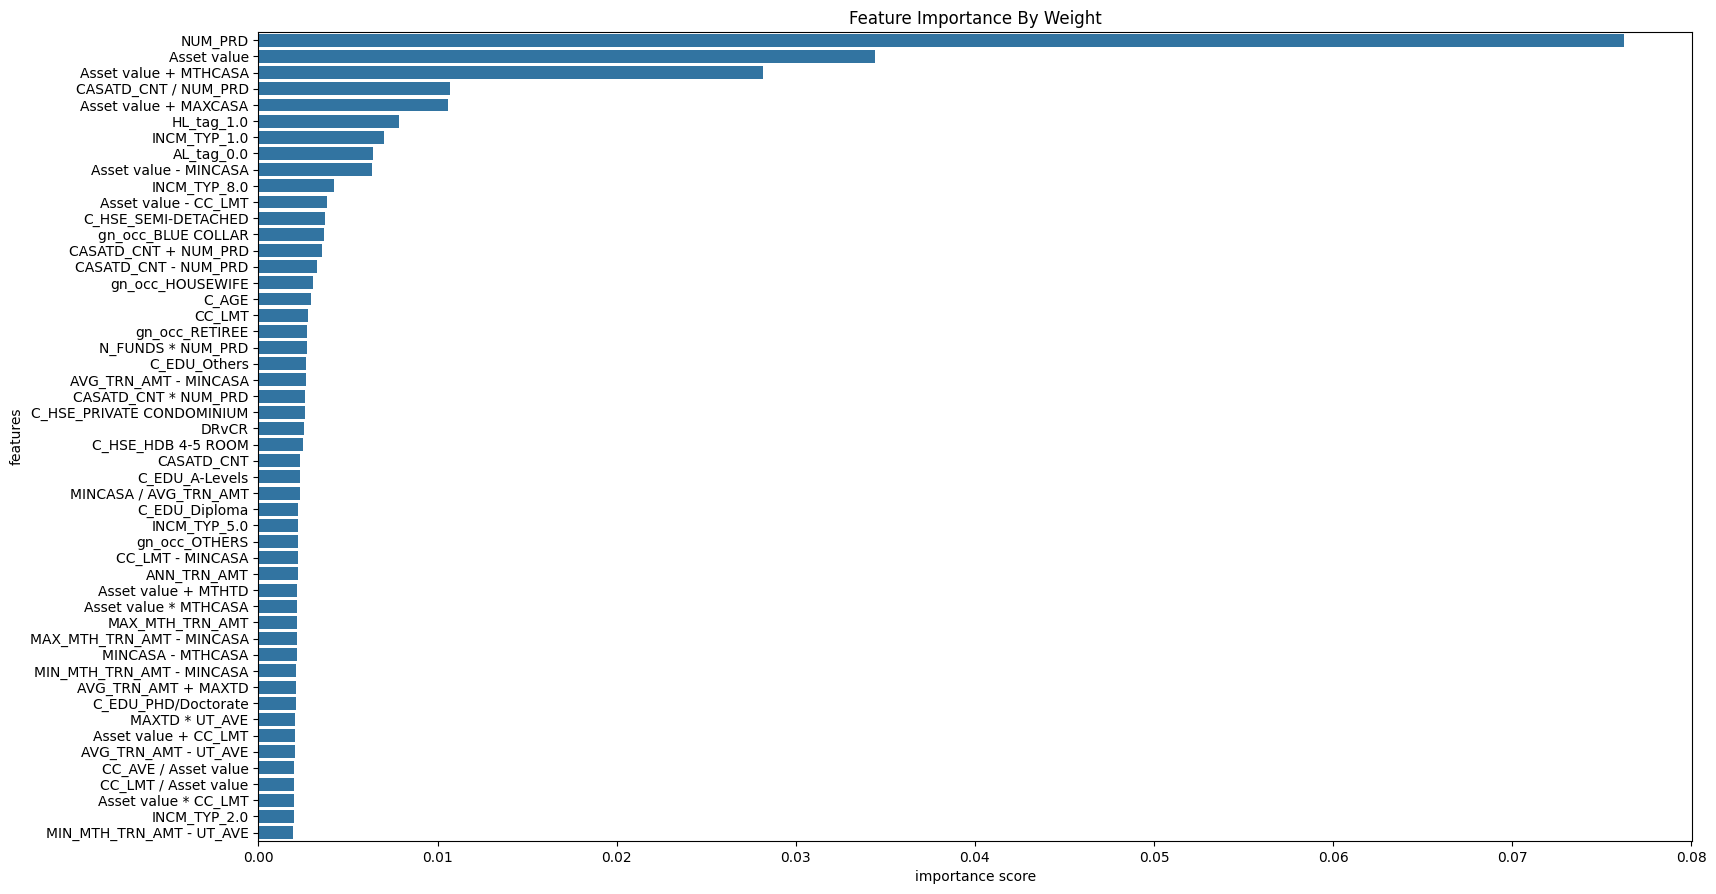 Feature Importance By Weight
NUM_PRD
Asset value
Asset value + MTHCASA
CASATD_CNT / NUM_PRD
Asset value + MAXCASA
HL_tag_1.0
INCM_TYP_1.0
AL_tag_0.0
Asset value - MINCASA
INCM_TYP_8.0
Asset value - CC_LMT
C_HSE_SEMI-DETACHED
gn_occ_BLUE COLLAR
CASATD_CNT + NUM_PRD
CASATD_CNT - NUM_PRD
gn_occ_HOUSEWIFE
C_AGE
CC_LMT
gn_occ_RETIREE
N_FUNDS * NUM_PRD
C_EDU_Others
AVG_TRN_AMT - MINCASA
CASATD_CNT * NUM_PRD
C_HSE_PRIVATE CONDOMINIUM
DRvCR
C_HSE_HDB 4-5 ROOM
CASATD_CNT
C_EDU_A-Levels
MINCASA / AVG_TRN_AMT
C_EDU_Diploma
INCM_TYP_5.0
gn_occ_OTHERS
CC_LMT - MINCASA
ANN_TRN_AMT
Asset value + MTHTD
Asset value * MTHCASA
MAX_MTH_TRN_AMT
MAX_MTH_TRN_AMT - MINCASA
MINCASA - MTHCASA
MIN_MTH_TRN_AMT - MINCASA
AVG_TRN_AMT + MAXTD
C_EDU_PHD/Doctorate
MAXTD * UT_AVE
Asset value + CC_LMT
AVG_TRN_AMT - UT_AVE
CC_AVE / Asset value
CC_LMT / Asset value
Asset value * CC_LMT
INCM_TYP_2.0
MIN_MTH_TRN_AMT - UT_AVE
features
0.00 0.01 0.02 0.03 0.04 0.05 0.06 0.07 0.08
importance score